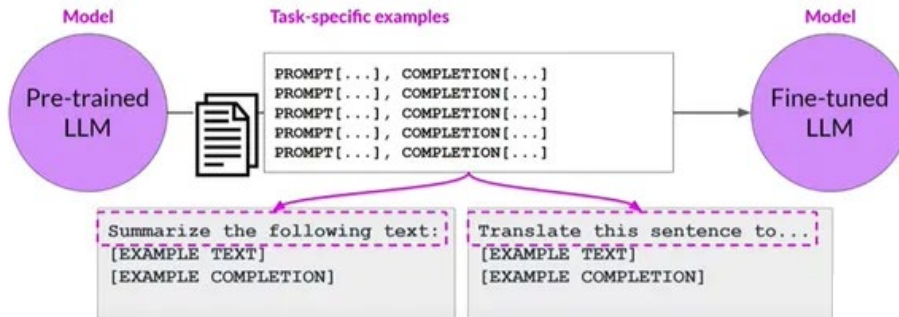 Model
Task-specific examples
Model
Pre-trained
LLM
PROMPT[...], COMPLETION[...]
PROMPT[...], COMPLETION[...]
PROMPT[...], COMPLETION[...]
PROMPT[...], COMPLETION[...]
PROMPT[...], COMPLETION[...]
Fine-tuned
LLM
Summarize the following text:
[EXAMPLE TEXT]
[EXAMPLE COMPLETION]
Translate this sentence to...
[EXAMPLE TEXT]
[EXAMPLE COMPLETION]